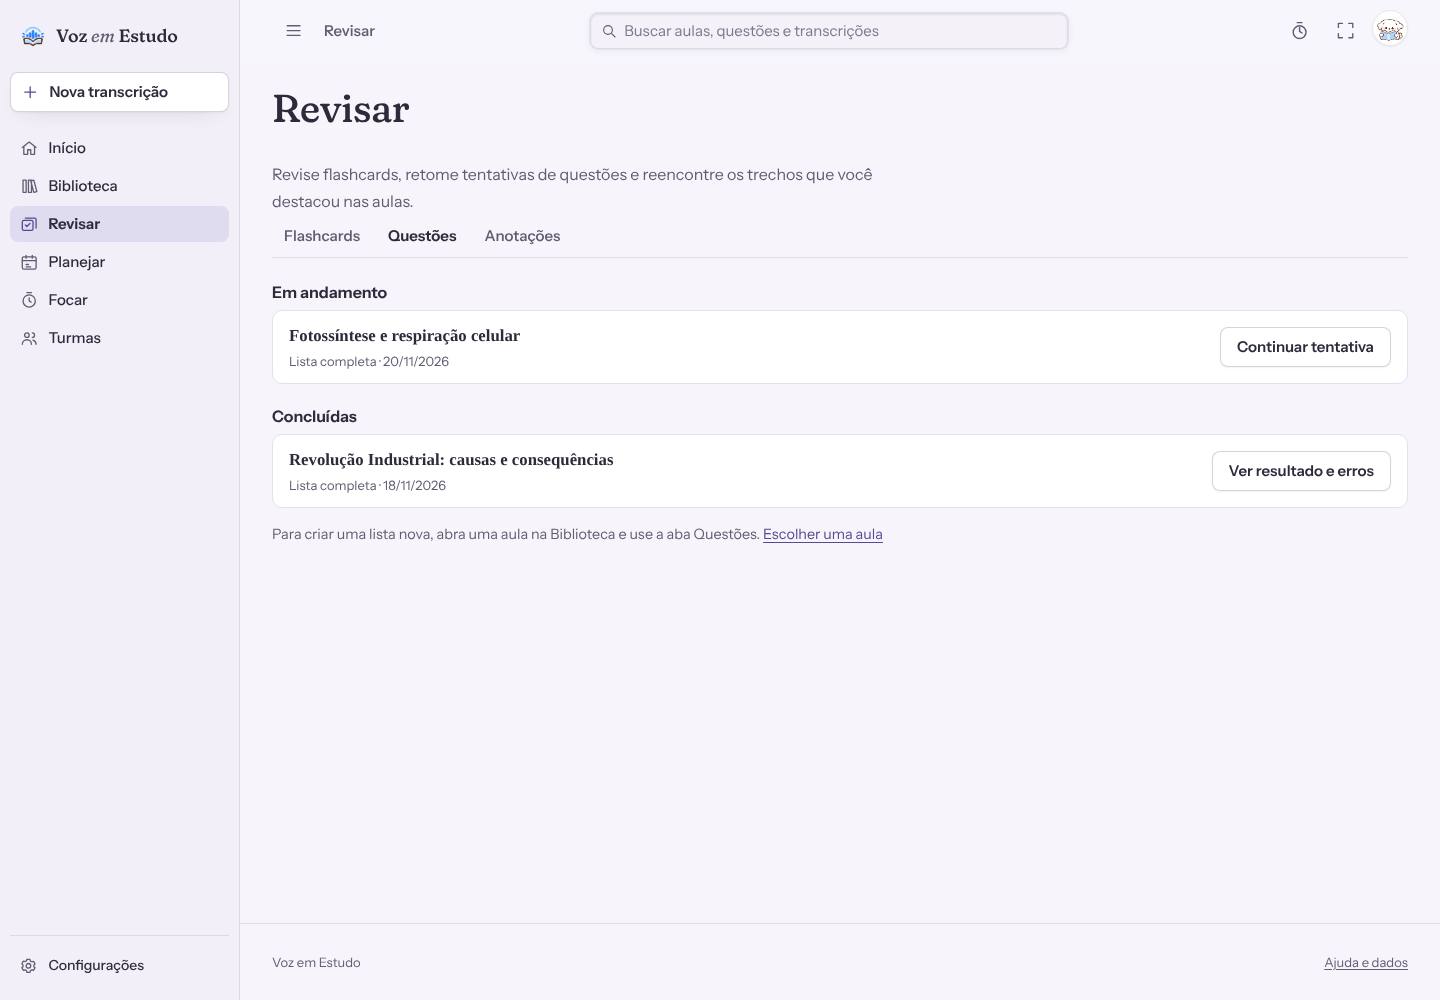 Voz em Estudo
Nova transcrição
Início
Biblioteca
Revisar
Planejar
Focar
Turmas
Configurações
Revisar
Buscar aulas, questões e transcrições
Revisar
Revise flashcards, retome tentativas de questões e reencontre os trechos que você
destacou nas aulas.
Flashcards Questões Anotações
Em andamento
Fotossíntese e respiração celular
Lista completa · 20/11/2026
Continuar tentativa
Concluídas
Revolução Industrial: causas e consequências
Lista completa · 18/11/2026
Ver resultado e erros
Para criar uma lista nova, abra uma aula na Biblioteca e use a aba Questões. Escolher uma aula
Voz em Estudo
Ajuda e dados